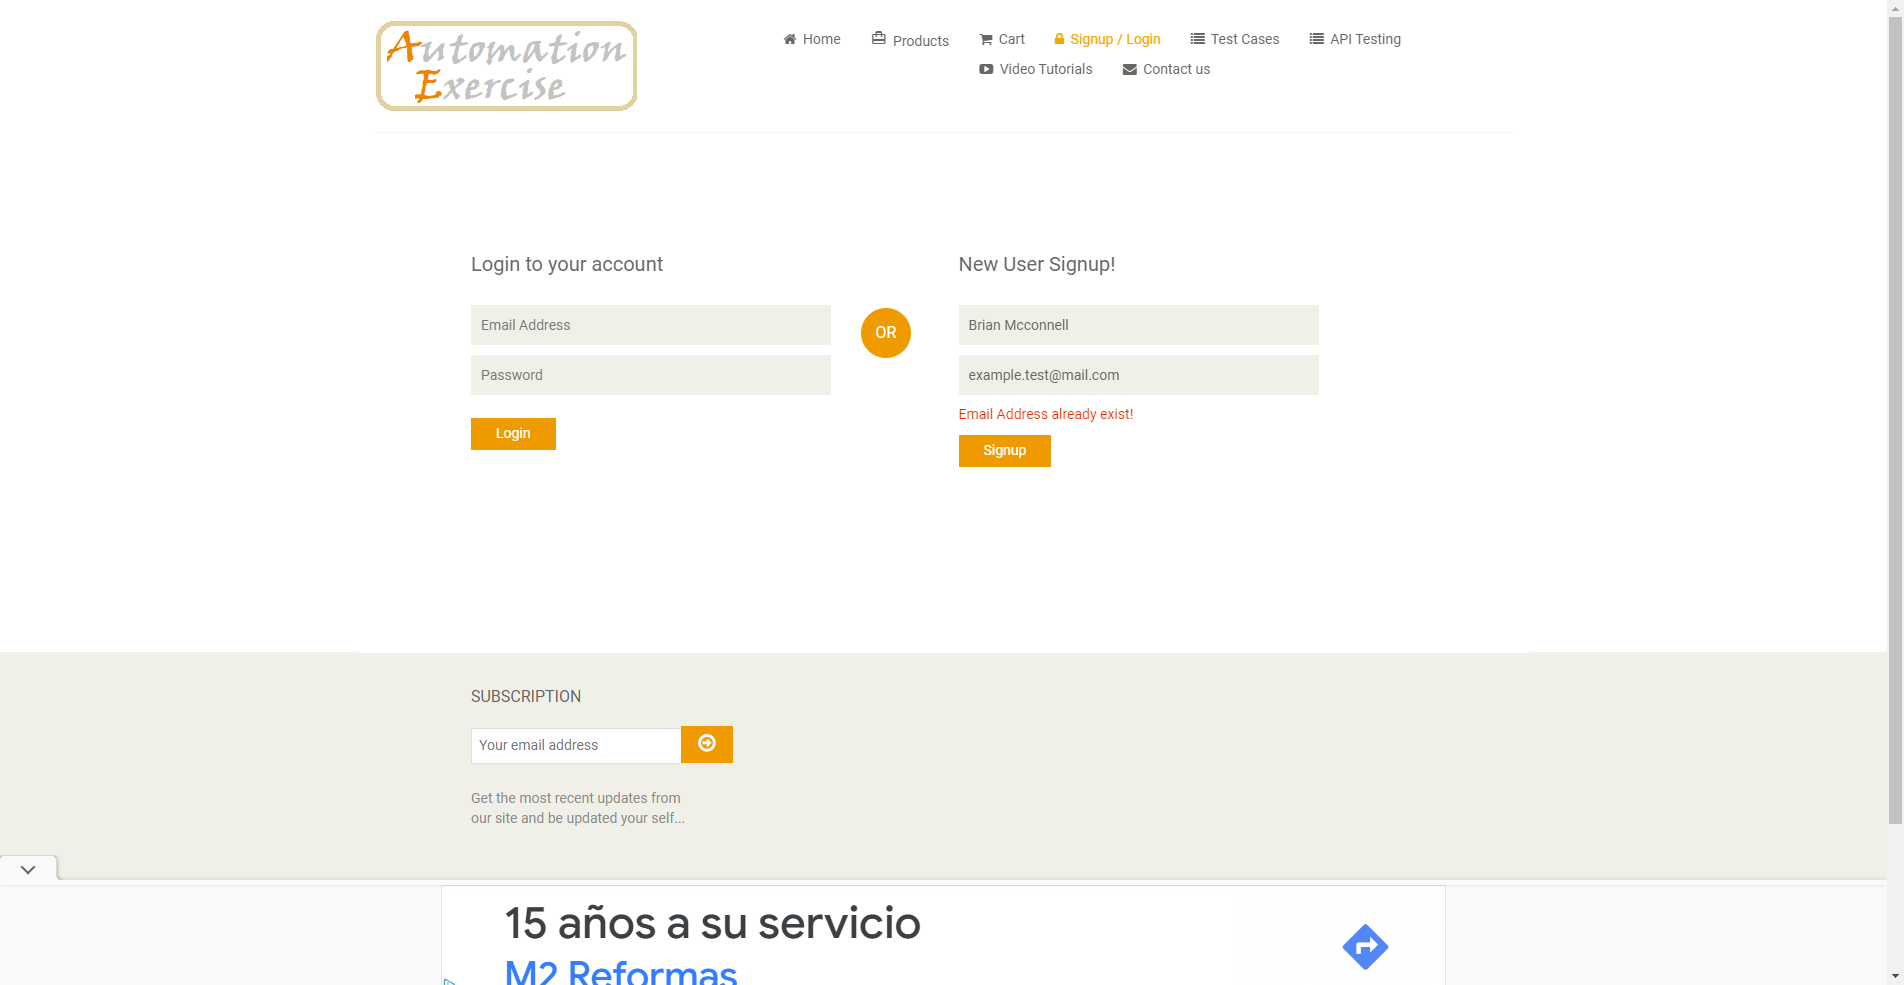 Automation
Exercise
Home
Products
Cart
Signup / Login
Test Cases
API Testing
Video Tutorials
Contact us
Login to your account
Email Address
Password
Login
OR
New User Signup!
Brian Mcconnell
example.test@mail.com
Email Address already exist!
Signup
SUBSCRIPTION
Your email address
Get the most recent updates from
our site and be updated your self...
15 años a su servicio
M2 Reformas